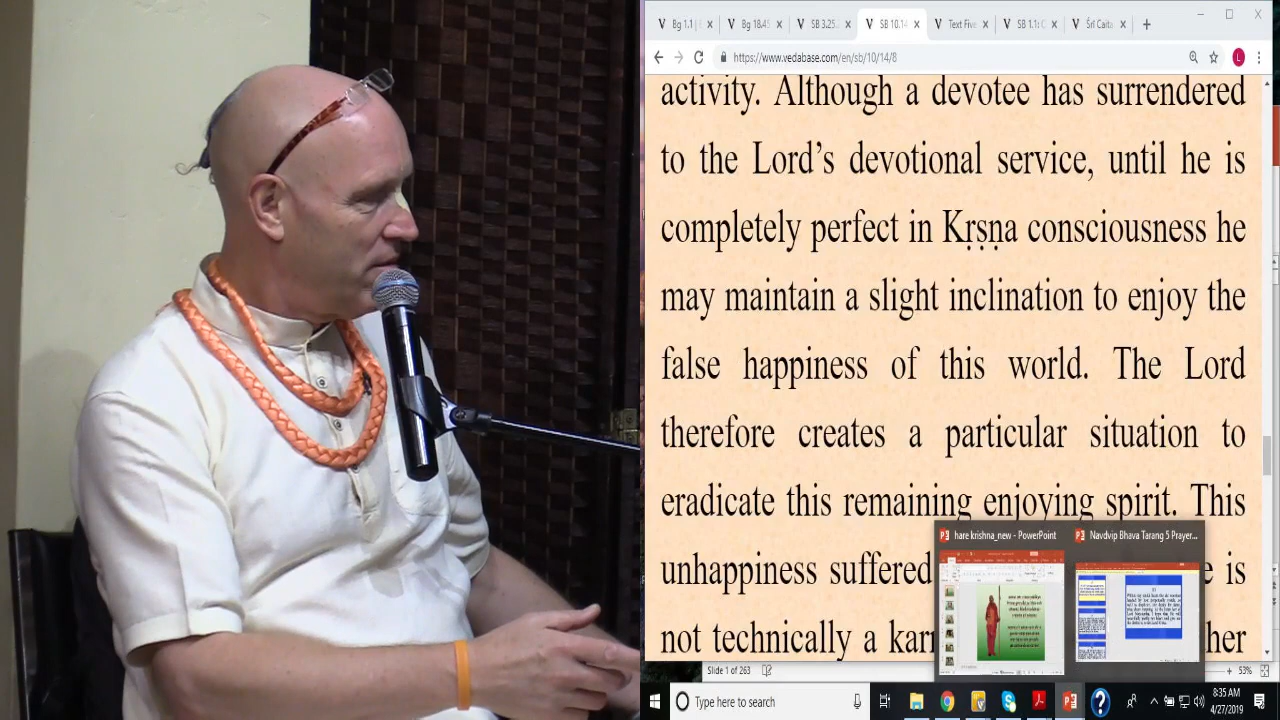 Bg 1.1 | E
Bg 18.45
SB 3.25.
SB 10.14
Text Five
SB 1.1: C
Śrī Caita
https://www.vedabase.com/en/sb/10/14/8
L
activity. Although a devotee has surrendered
to the Lord's devotional service, until he is
completely perfect in Kṛṣṇa consciousness he
may maintain a slight inclination to enjoy the
false happiness of this world. The Lord
therefore creates a particular situation to
eradicate this remaining enjoying spirit. This
unhappiness suffered e is
not technically a karm her
hare krishna_new - PowerPoint
Navdvip Bhava Tarang 5 Prayer...
Slide 1 of 263
53%
Type here to search
8:35 AM
4/27/2019